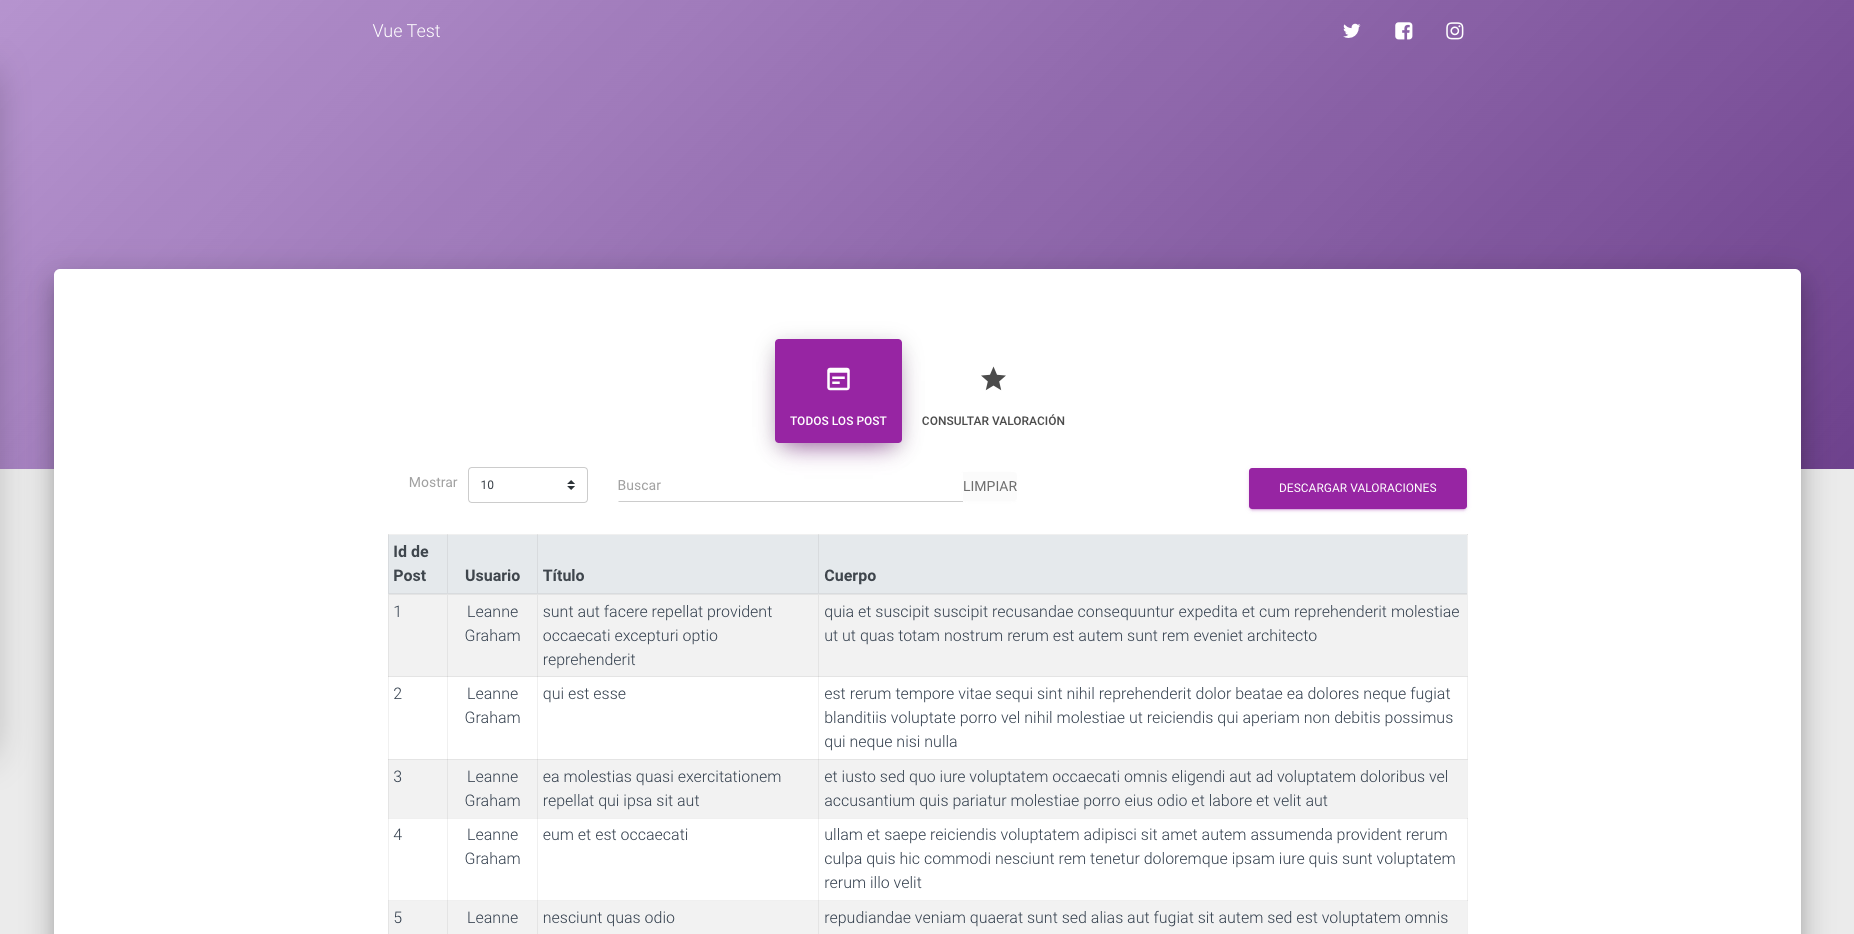 Vue Test
TODOS LOS POST
CONSULTAR VALORACIÓN
Mostrar
10
Buscar
LIMPIAR
DESCARGAR VALORACIONES
Id de
Post
Usuario
Título
Cuerpo
1
Leanne
Graham
sunt aut facere repellat provident
occaecati excepturi optio
reprehenderit
quia et suscipit suscipit recusandae consequuntur expedita et cum reprehenderit molestiae
ut ut quas totam nostrum rerum est autem sunt rem eveniet architecto
2
Leanne
Graham
qui est esse
est rerum tempore vitae sequi sint nihil reprehenderit dolor beatae ea dolores neque fugiat
blanditiis voluptate porro vel nihil molestiae ut reiciendis qui aperiam non debitis possimus
qui neque nisi nulla
3
Leanne
Graham
ea molestias quasi exercitationem
repellat qui ipsa sit aut
et iusto sed quo iure voluptatem occaecati omnis eligendi aut ad voluptatem doloribus vel
accusantium quis pariatur molestiae porro eius odio et labore et velit aut
4
Leanne
Graham
eum et est occaecati
ullam et saepe reiciendis voluptatem adipisci sit amet autem assumenda provident rerum
culpa quis hic commodi nesciunt rem tenetur doloremque ipsam iure quis sunt voluptatem
rerum illo velit
5
Leanne
nesciunt quas odio
repudiandae veniam quaerat sunt sed alias aut fugiat sit autem sed est voluptatem omnis